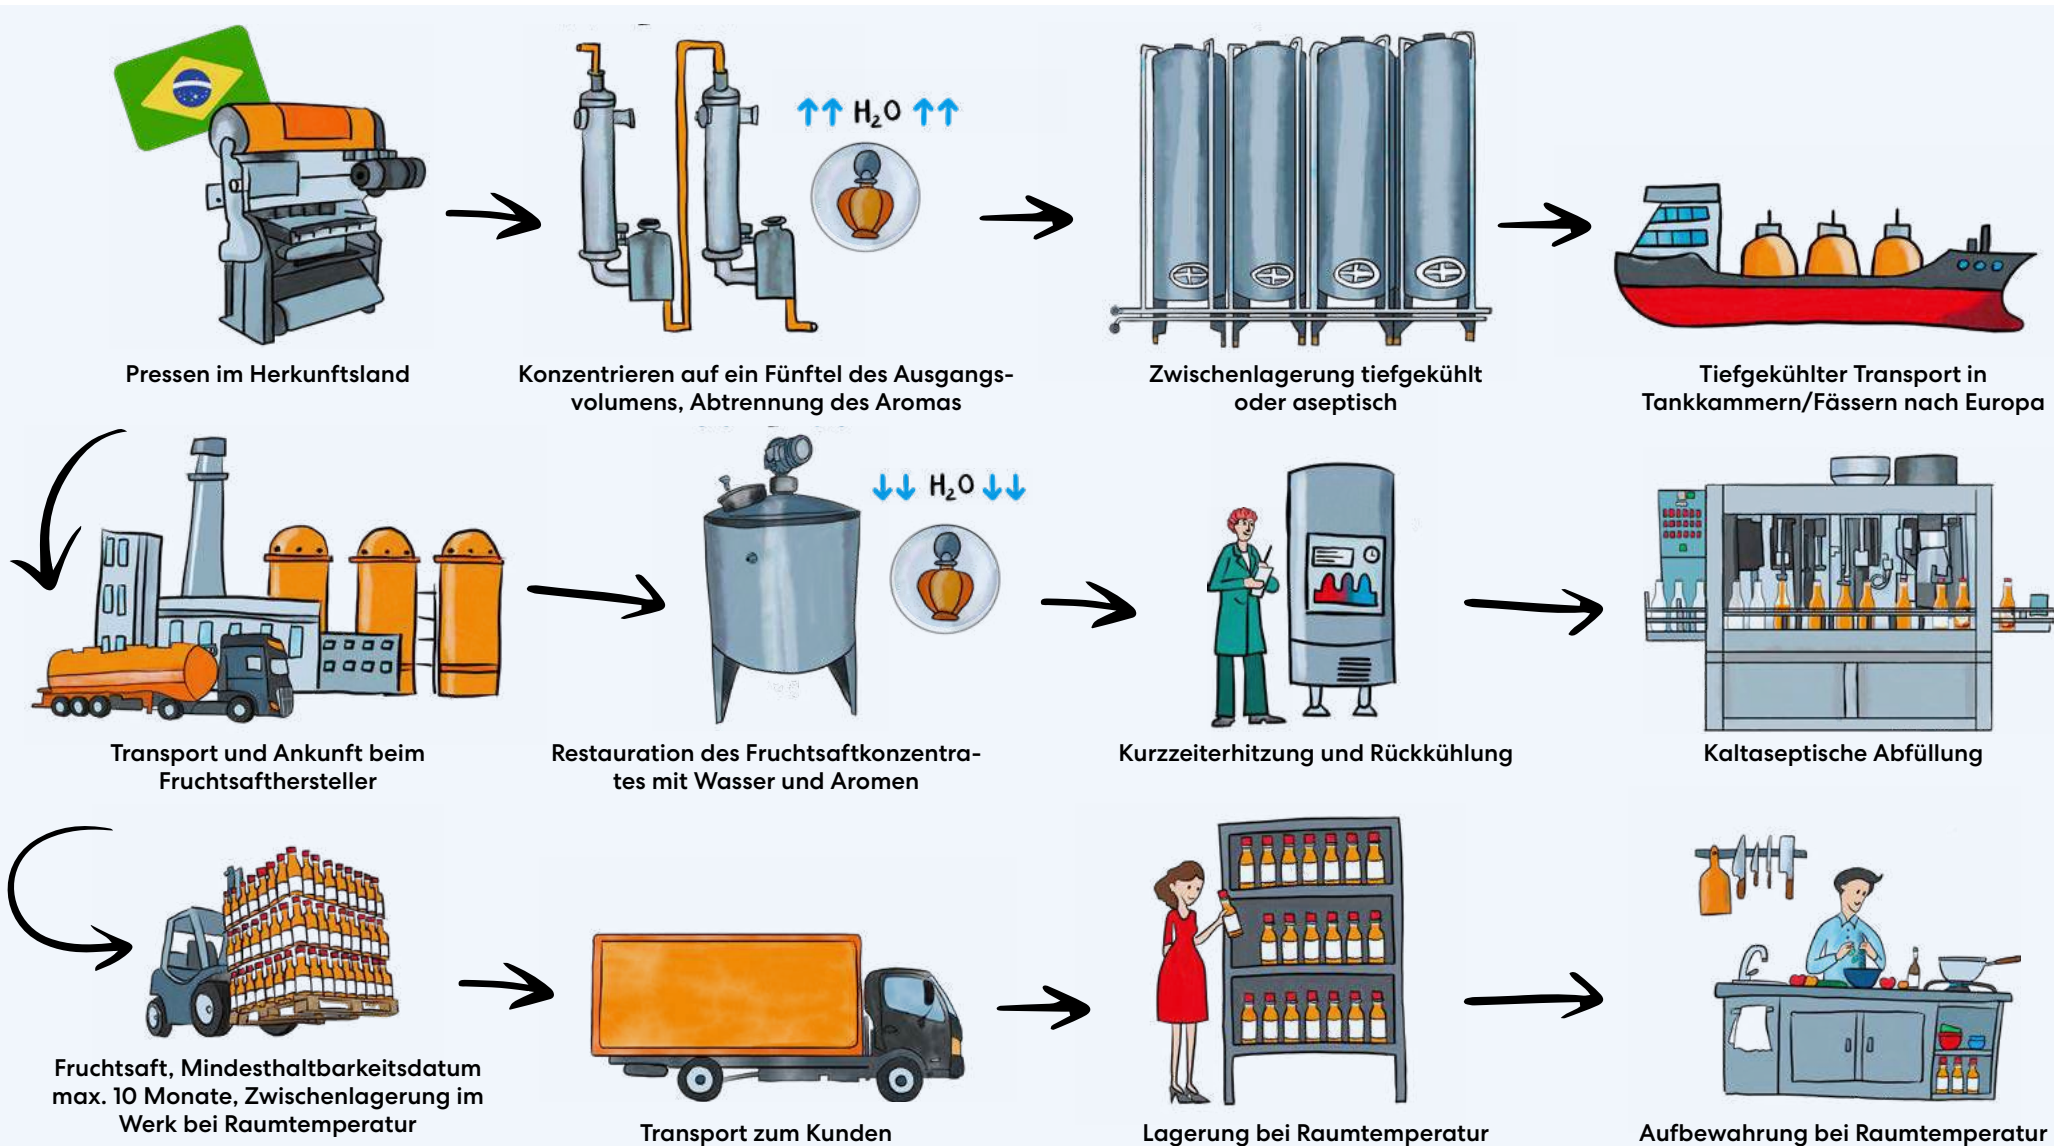 ↑↑ H₂O ↑↑
Pressen im Herkunftsland
Konzentrieren auf ein Fünftel des Ausgangs-
volumens, Abtrennung des Aromas
Zwischenlagerung tiefgekühlt
oder aseptisch
Tiefgekühlter Transport in
Tankkammern/Fässern nach Europa
↓↓ H₂O ↓↓
Transport und Ankunft beim
Fruchtsafthersteller
Restauration des Fruchtsaftkonzentra-
tes mit Wasser und Aromen
Kurzzeiterhitzung und Rückkühlung
Kaltaseptische Abfüllung
Fruchtsaft, Mindesthaltbarkeitsdatum
max. 10 Monate, Zwischenlagerung im
Werk bei Raumtemperatur
Transport zum Kunden
Lagerung bei Raumtemperatur
Aufbewahrung bei Raumtemperatur